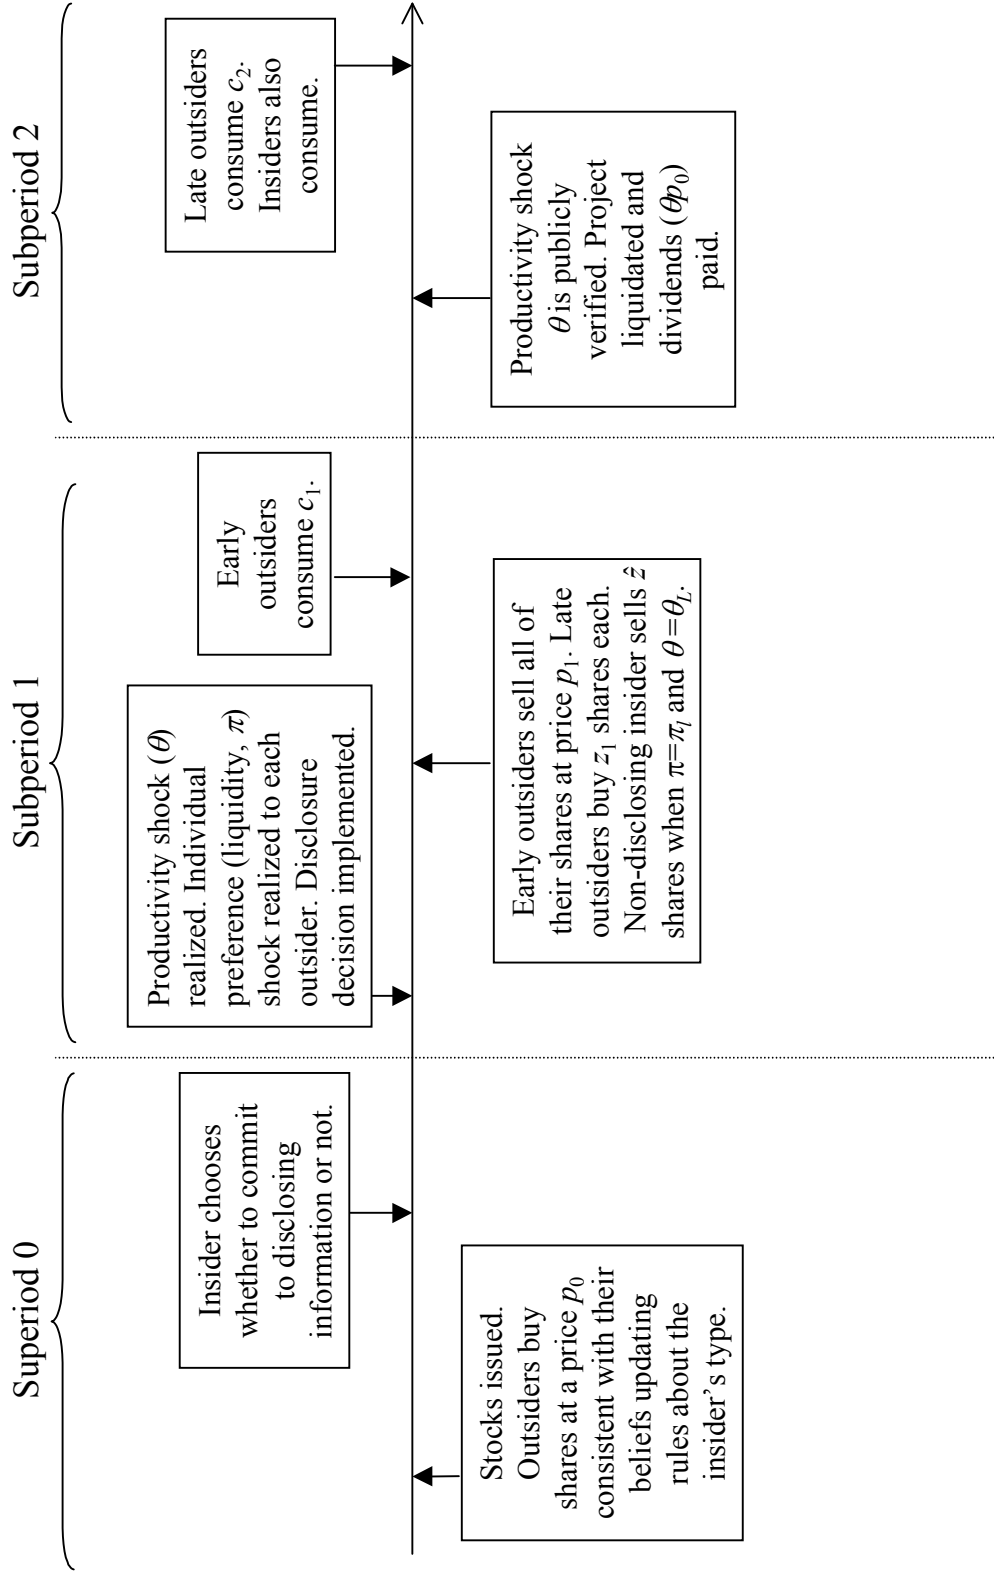 Superiod 0
Stocks issued.
Outsiders buy
shares at a price p₀
consistent with their
beliefs updating
rules about the
insider’s type.
Insider chooses
whether to commit
to disclosing
information or not.
Subperiod 1
Productivity shock (θ)
realized. Individual
preference (liquidity, π)
shock realized to each
outsider. Disclosure
decision implemented.
Early outsiders sell all of
their shares at price p₁. Late
outsiders buy z₁ shares each.
Non-disclosing insider sells ẑ
shares when π=π_l and θ=θ_L.
Early
outsiders
consume c₁.
Subperiod 2
Productivity shock
θ is publicly
verified. Project
liquidated and
dividends (θp₀)
paid.
Late outsiders
consume c₂.
Insiders also
consume.